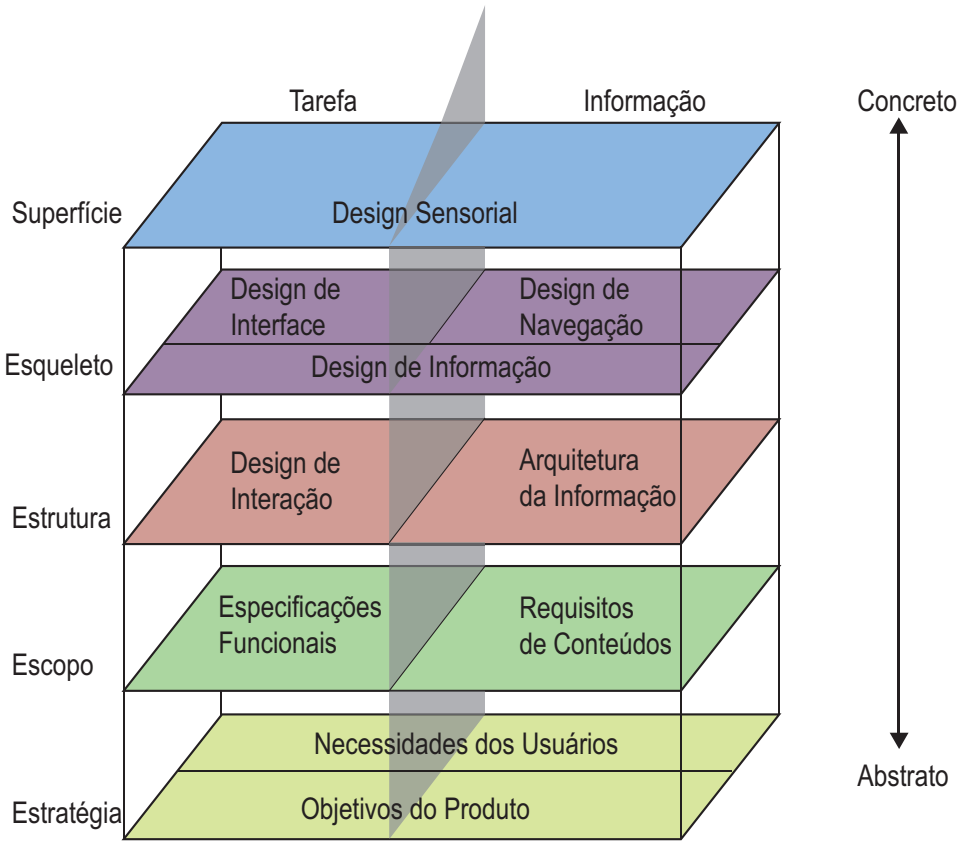 Tarefa
Informação
Concreto
Superfície
Design Sensorial
Design de
Interface
Design de
Navegação
Esqueleto
Design de Informação
Design de
Interação
Arquitetura
da Informação
Estrutura
Especificações
Funcionais
Requisitos
de Conteúdos
Escopo
Necessidades dos Usuários
Abstrato
Estratégia
Objetivos do Produto